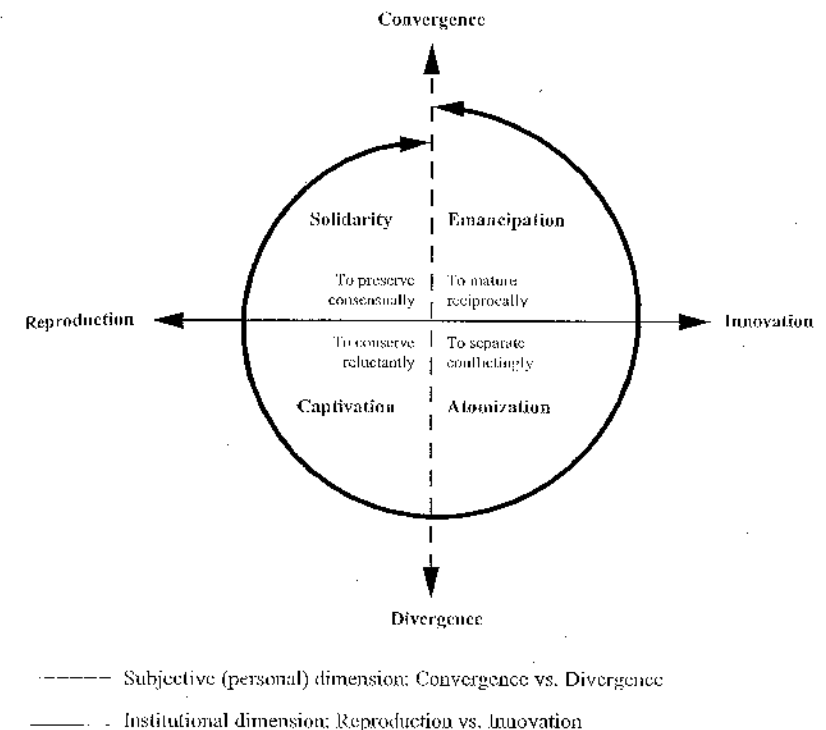 Convergence
Solidarity
Emancipation
To preserve
consensually
To mature
reciprocally
Reproduction
Innovation
To conserve
reluctantly
To separate
conflictingly
Captivation
Atomization
Divergence
Subjective (personal) dimension: Convergence vs. Divergence
Institutional dimension: Reproduction vs. Innovation